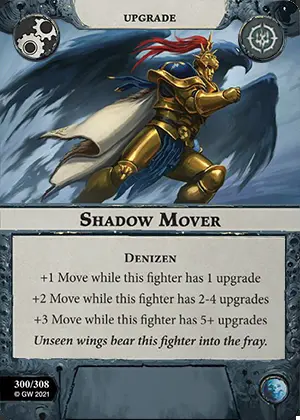 UPGRADE
SHADOW MOVER
DENIZEN
+1 Move while this fighter has 1 upgrade
+2 Move while this fighter has 2-4 upgrades
+3 Move while this fighter has 5+ upgrades
Unseen wings bear this fighter into the fray.
300/308
© GW 2021